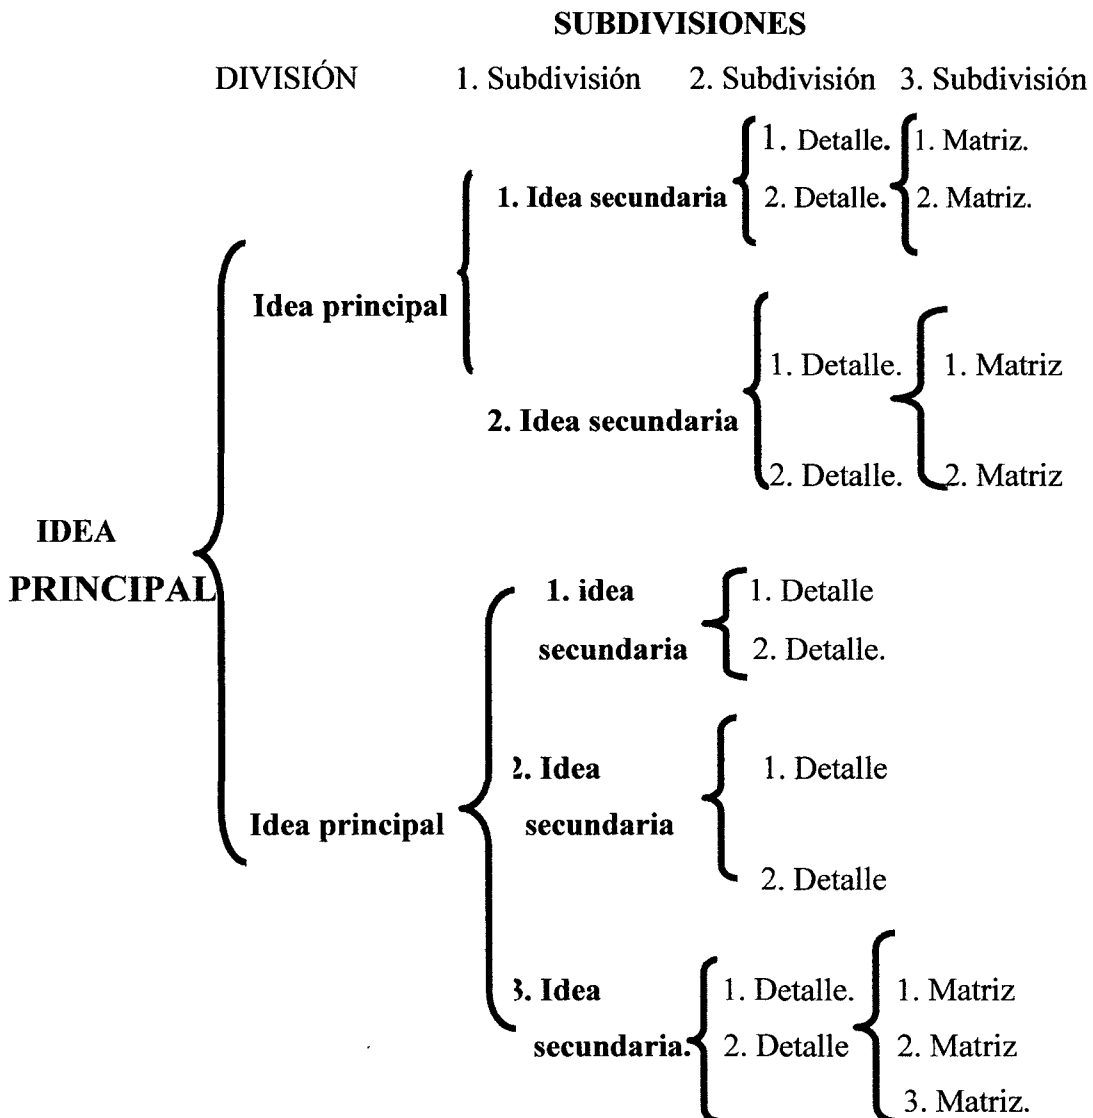 SUBDIVISIONES
DIVISIÓN 1. Subdivisión 2. Subdivisión 3. Subdivisión
1. Detalle. 1. Matriz.
1. Idea secundaria 2. Detalle. 2. Matriz.
Idea principal
1. Detalle. 1. Matriz
2. Idea secundaria
2. Detalle. 2. Matriz
IDEA
PRINCIPAL
1. idea 1. Detalle
secundaria 2. Detalle.
2. Idea 1. Detalle
Idea principal secundaria
2. Detalle
3. Idea 1. Detalle. 1. Matriz
secundaria. 2. Detalle 2. Matriz
3. Matriz.